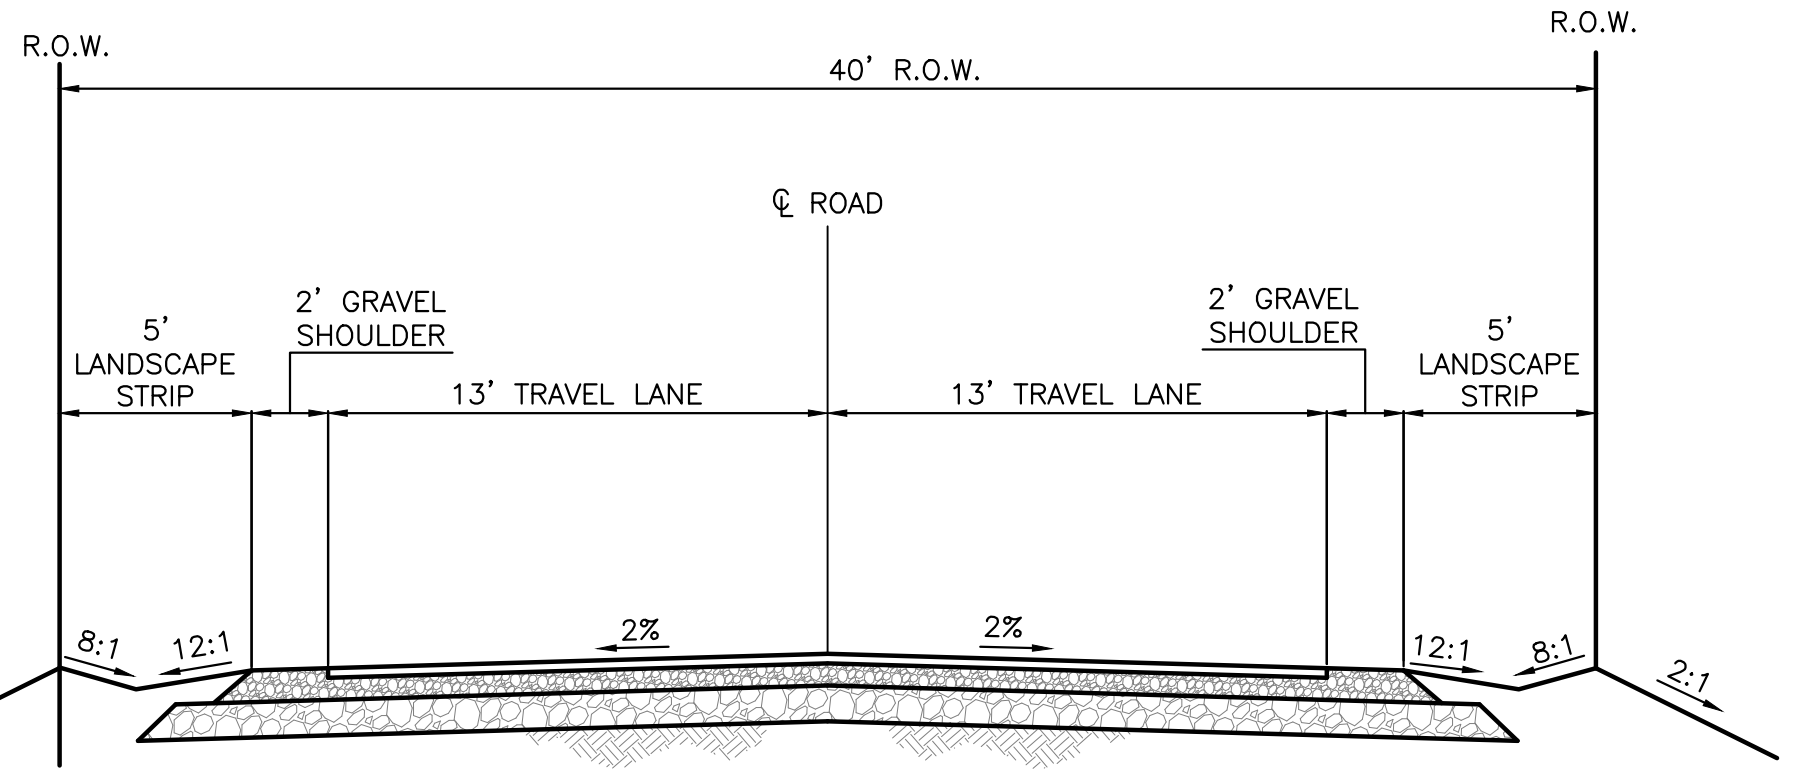 R.O.W.
R.O.W.
40' R.O.W.
℄ ROAD
2' GRAVEL
SHOULDER
2' GRAVEL
SHOULDER
5'
LANDSCAPE
STRIP
5'
LANDSCAPE
STRIP
13' TRAVEL LANE
13' TRAVEL LANE
8:1
12:1
2%
2%
12:1
8:1
2:1